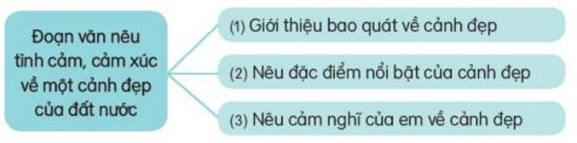 Đoạn văn nêu
tình cảm, cảm xúc
về một cảnh đẹp
của đất nước
(1) Giới thiệu bao quát về cảnh đẹp
(2) Nêu đặc điểm nổi bật của cảnh đẹp
(3) Nêu cảm nghĩ của em về cảnh đẹp